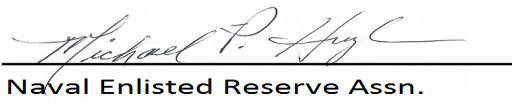 Michael P.
Naval Enlisted Reserve Assn.